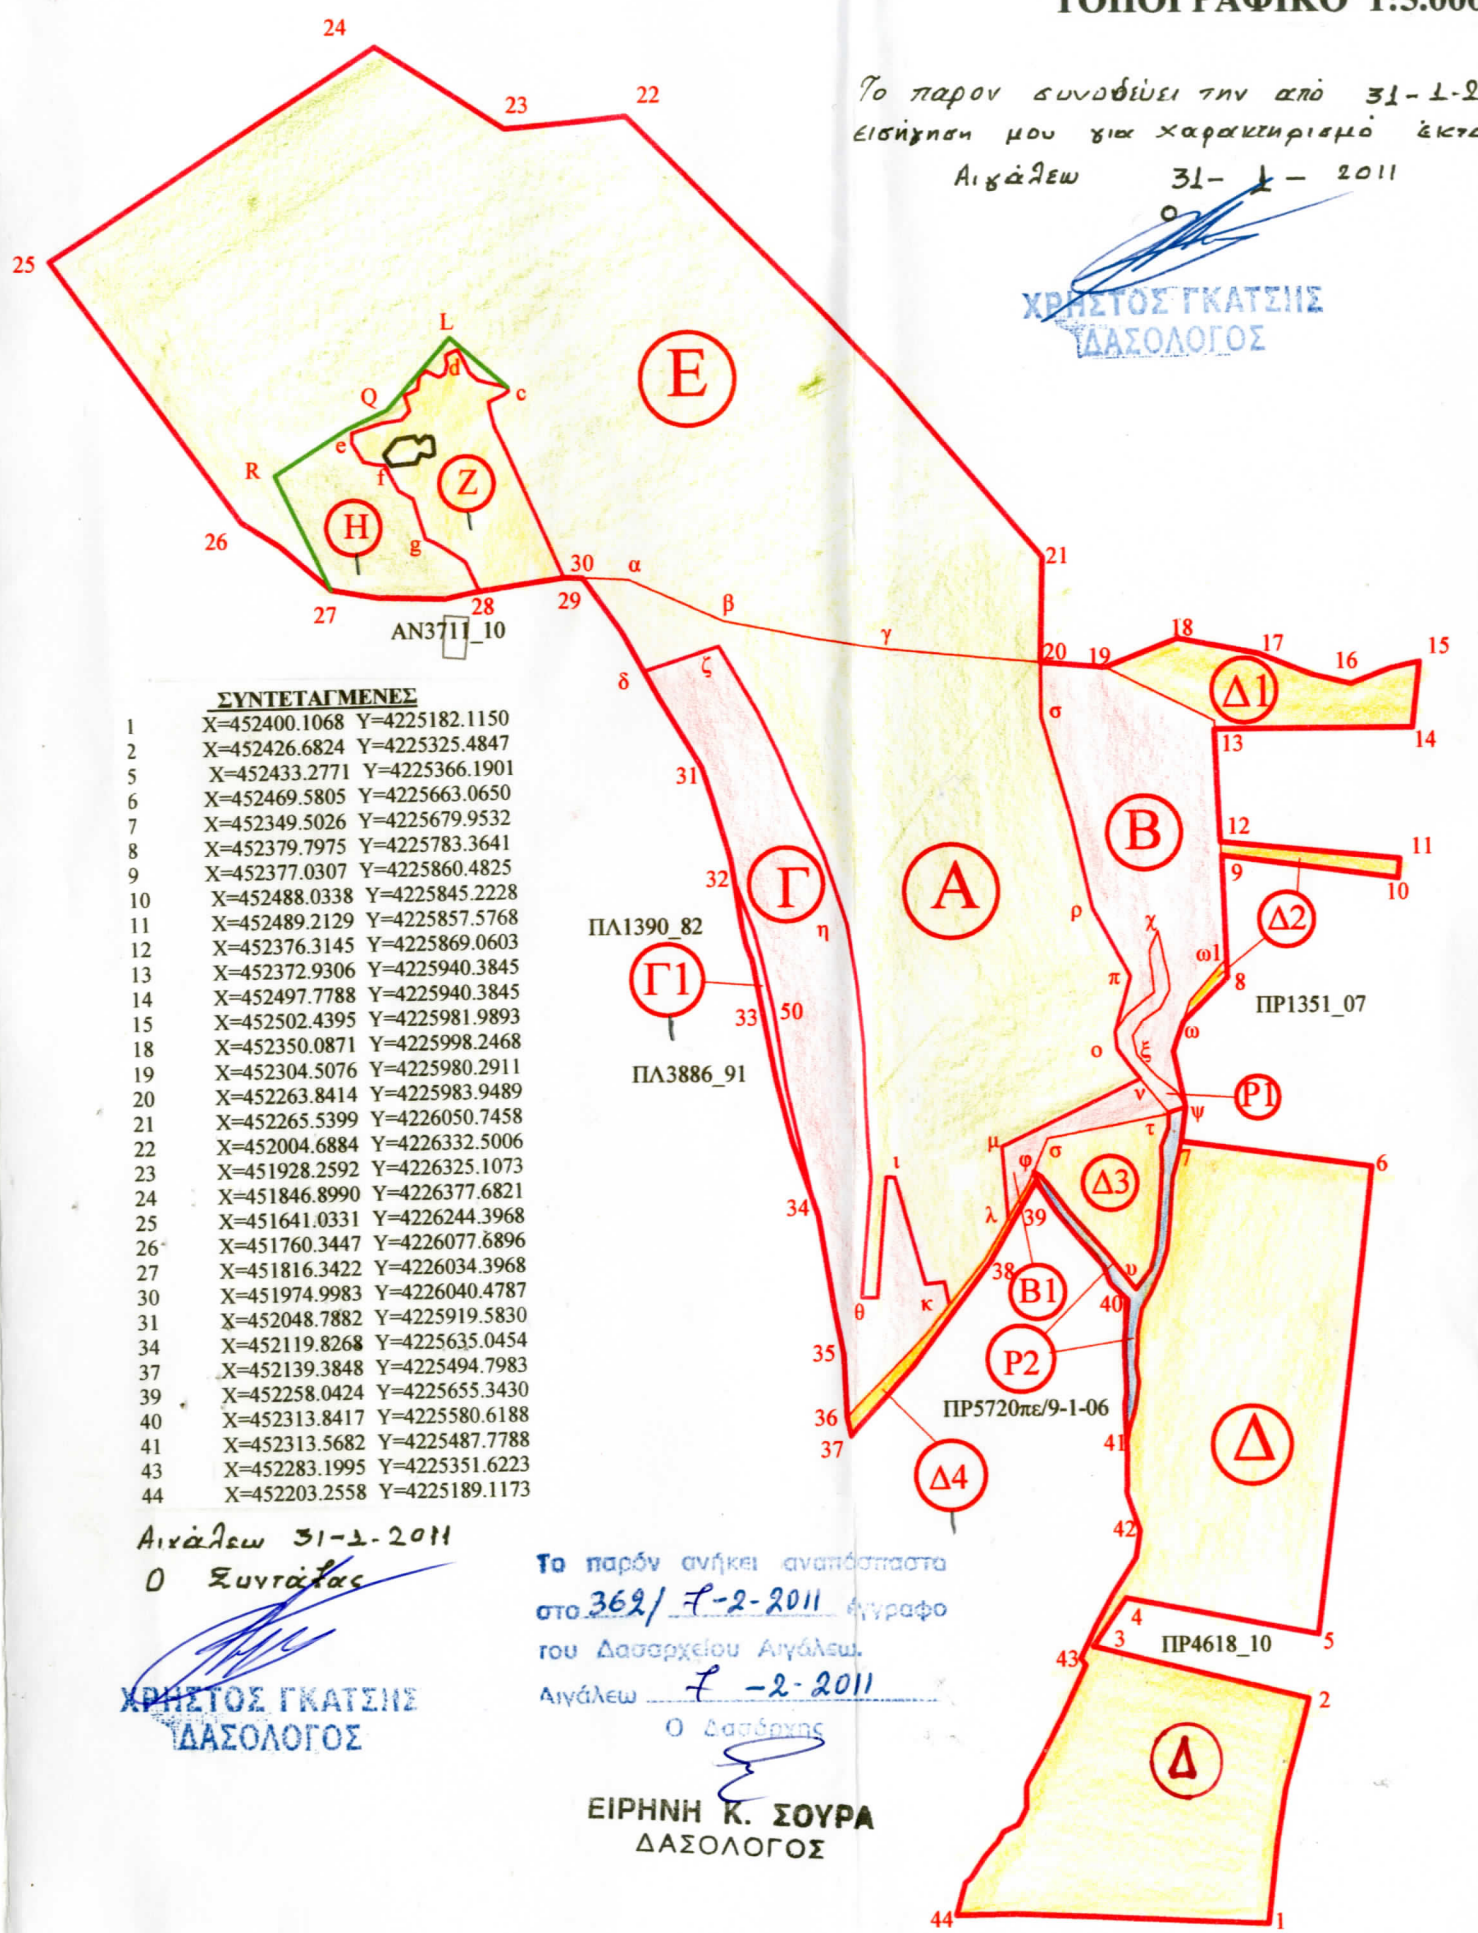 ΤΟΠΟΓΡΑΦΙΚΟ 1:5.000
Το παρον συνοδεύει την από 31-1-2
εισήγηση μου για χαρακτηρισμό έκτα
Αιγάλεω 31-1-2011
Ο
ΧΡΗΣΤΟΣ ΓΚΑΤΣΗΣ
ΔΑΣΟΛΟΓΟΣ
24
23
22
25
L
d
c
Q
e
f
R
g
E
Z
H
26
27
28
29
30
α
β
γ
21
20
19
18
17
16
15
14
13
12
11
10
9
8
Δ1
σ
δ
ζ
31
32
33
50
34
35
36
37
ΑΝ3711_10
B
A
Γ
Γ1
ΠΛ1390_82
ΠΛ3886_91
η
ρ
χ
π
ο
ξ
ν
ω1
ω
ψ
Δ2
ΠΡ1351_07
P1
τ
7
6
μ
σ
φ
Δ3
ι
λ
39
38
B1
υ
40
θ
κ
P2
ΠΡ5720πε/9-1-06
41
Δ4
Δ
42
4
3
43
5
ΠΡ4618_10
2
Δ
44
1
ΣΥΝΤΕΤΑΓΜΕΝΕΣ
1 X=452400.1068 Y=4225182.1150
2 X=452426.6824 Y=4225325.4847
5 X=452433.2771 Y=4225366.1901
6 X=452469.5805 Y=4225663.0650
7 X=452349.5026 Y=4225679.9532
8 X=452379.7975 Y=4225783.3641
9 X=452377.0307 Y=4225860.4825
10 X=452488.0338 Y=4225845.2228
11 X=452489.2129 Y=4225857.5768
12 X=452376.3145 Y=4225869.0603
13 X=452372.9306 Y=4225940.3845
14 X=452497.7788 Y=4225940.3845
15 X=452502.4395 Y=4225981.9893
18 X=452350.0871 Y=4225998.2468
19 X=452304.5076 Y=4225980.2911
20 X=452263.8414 Y=4225983.9489
21 X=452265.5399 Y=4226050.7458
22 X=452004.6884 Y=4226332.5006
23 X=451928.2592 Y=4226325.1073
24 X=451846.8990 Y=4226377.6821
25 X=451641.0331 Y=4226244.3968
26 X=451760.3447 Y=4226077.6896
27 X=451816.3422 Y=4226034.3968
30 X=451974.9983 Y=4226040.4787
31 X=452048.7882 Y=4225919.5830
34 X=452119.8268 Y=4225635.0454
37 X=452139.3848 Y=4225494.7983
39 X=452258.0424 Y=4225655.3430
40 X=452313.8417 Y=4225580.6188
41 X=452313.5682 Y=4225487.7788
43 X=452283.1995 Y=4225351.6223
44 X=452203.2558 Y=4225189.1173
Αιγάλεω 31-1-2011
Ο Συντάξας
ΧΡΗΣΤΟΣ ΓΚΑΤΣΗΣ
ΔΑΣΟΛΟΓΟΣ
Το παρόν ανήκει αναπόσπαστα
στο 362/ 7-2-2011 έγγραφο
του Δασαρχείου Αιγάλεω.
Αιγάλεω 7-2-2011
Ο Δασάρχης
ΕΙΡΗΝΗ Κ. ΣΟΥΡΑ
ΔΑΣΟΛΟΓΟΣ